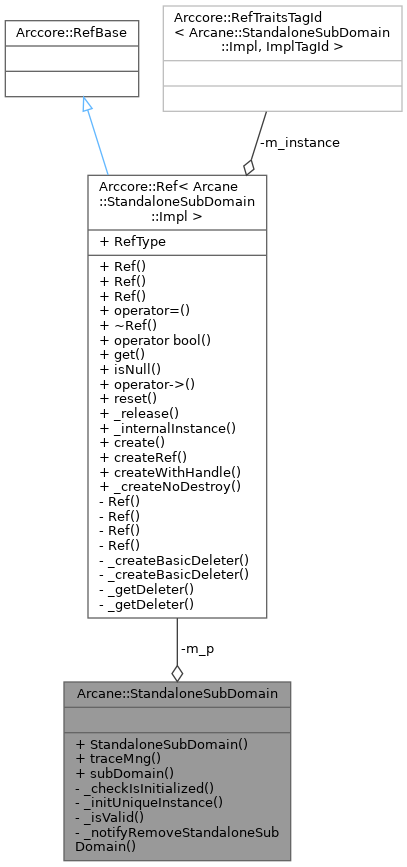 Arccore::RefBase
Arccore::RefTraitsTagId
< Arcane::StandaloneSubDomain
::Impl, ImplTagId >
-m_instance
Arccore::Ref< Arcane
::StandaloneSubDomain
::Impl >
+ RefType
+ Ref()
+ Ref()
+ Ref()
+ operator=()
+ ~Ref()
+ operator bool()
+ get()
+ isNull()
+ operator->()
+ reset()
+ _release()
+ _internalInstance()
+ create()
+ createRef()
+ createWithHandle()
+ _createNoDestroy()
- Ref()
- Ref()
- Ref()
- Ref()
- _createBasicDeleter()
- _createBasicDeleter()
- _getDeleter()
- _getDeleter()
-m_p
Arcane::StandaloneSubDomain
+ StandaloneSubDomain()
+ traceMng()
+ subDomain()
- _checkIsInitialized()
- _initUniqueInstance()
- _isValid()
- _notifyRemoveStandaloneSub
Domain()